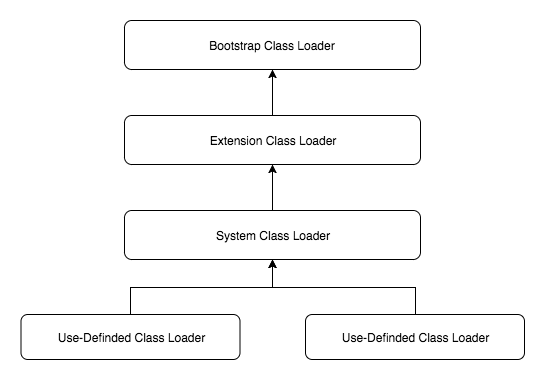 Bootstrap Class Loader
Extension Class Loader
System Class Loader
Use-Definded Class Loader
Use-Definded Class Loader